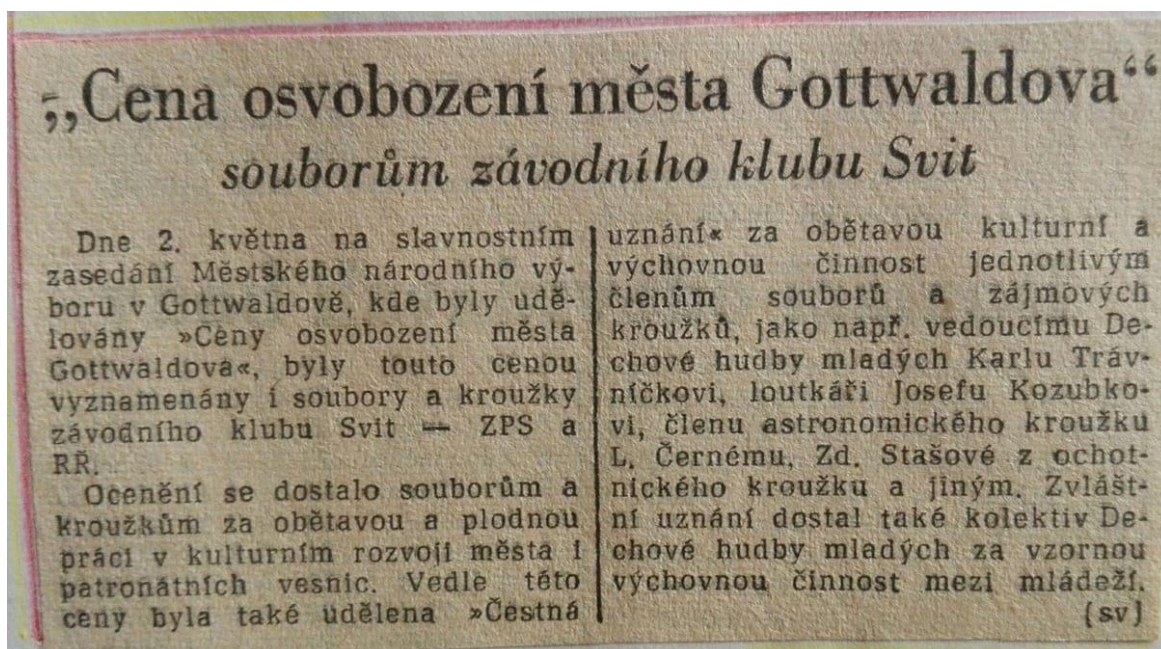 „Cena osvobození města Gottwaldova“
souborům závodního klubu Svit
Dne 2. května na slavnostním
zasedání Městského národního vý-
boru v Gottwaldově, kde byly udě-
lovány »Ceny osvobození města
Gottwaldova«, byly touto cenou
vyznamenány i soubory a kroužky
závodního klubu Svit — ZPS a
RŘ.
Ocenění se dostalo souborům a
kroužkům za obětavou a plodnou
práci v kulturním rozvoji města i
patronátních vesnic. Vedle této
ceny byla také udělena »Čestná
uznání« za obětavou kulturní a
výchovnou činnost jednotlivým
členům souborů a zájmových
kroužků, jako např. vedoucímu De-
chové hudby mladých Karlu Tráv-
níčkovi, loutkáři Josefu Kozubko-
vi, členu astronomického kroužku
L. Černému, Zd. Stašové z ochot-
nického kroužku a jiným. Zvlášt-
ní uznání dostal také kolektiv De-
chové hudby mladých za vzornou
výchovnou činnost mezi mládeží.
(sv)